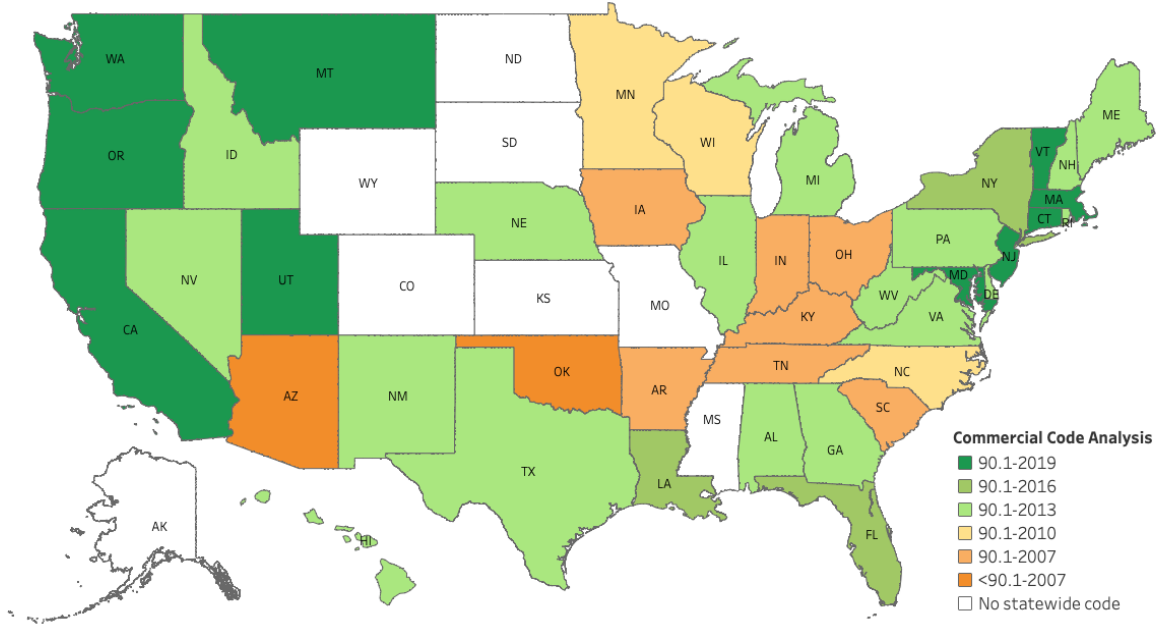 WA
MT
ND
MN
ME
VT
NH
OR
ID
SD
WI
WY
MI
NY
MA
CT
RI
IA
NE
PA
NJ
NV
UT
CO
IL
IN
OH
MD
DE
KS
MO
WV
VA
CA
KY
AZ
NM
OK
AR
TN
NC
SC
MS
AL
GA
TX
LA
FL
AK
HI
Commercial Code Analysis
90.1-2019
90.1-2016
90.1-2013
90.1-2010
90.1-2007
<90.1-2007
No statewide code